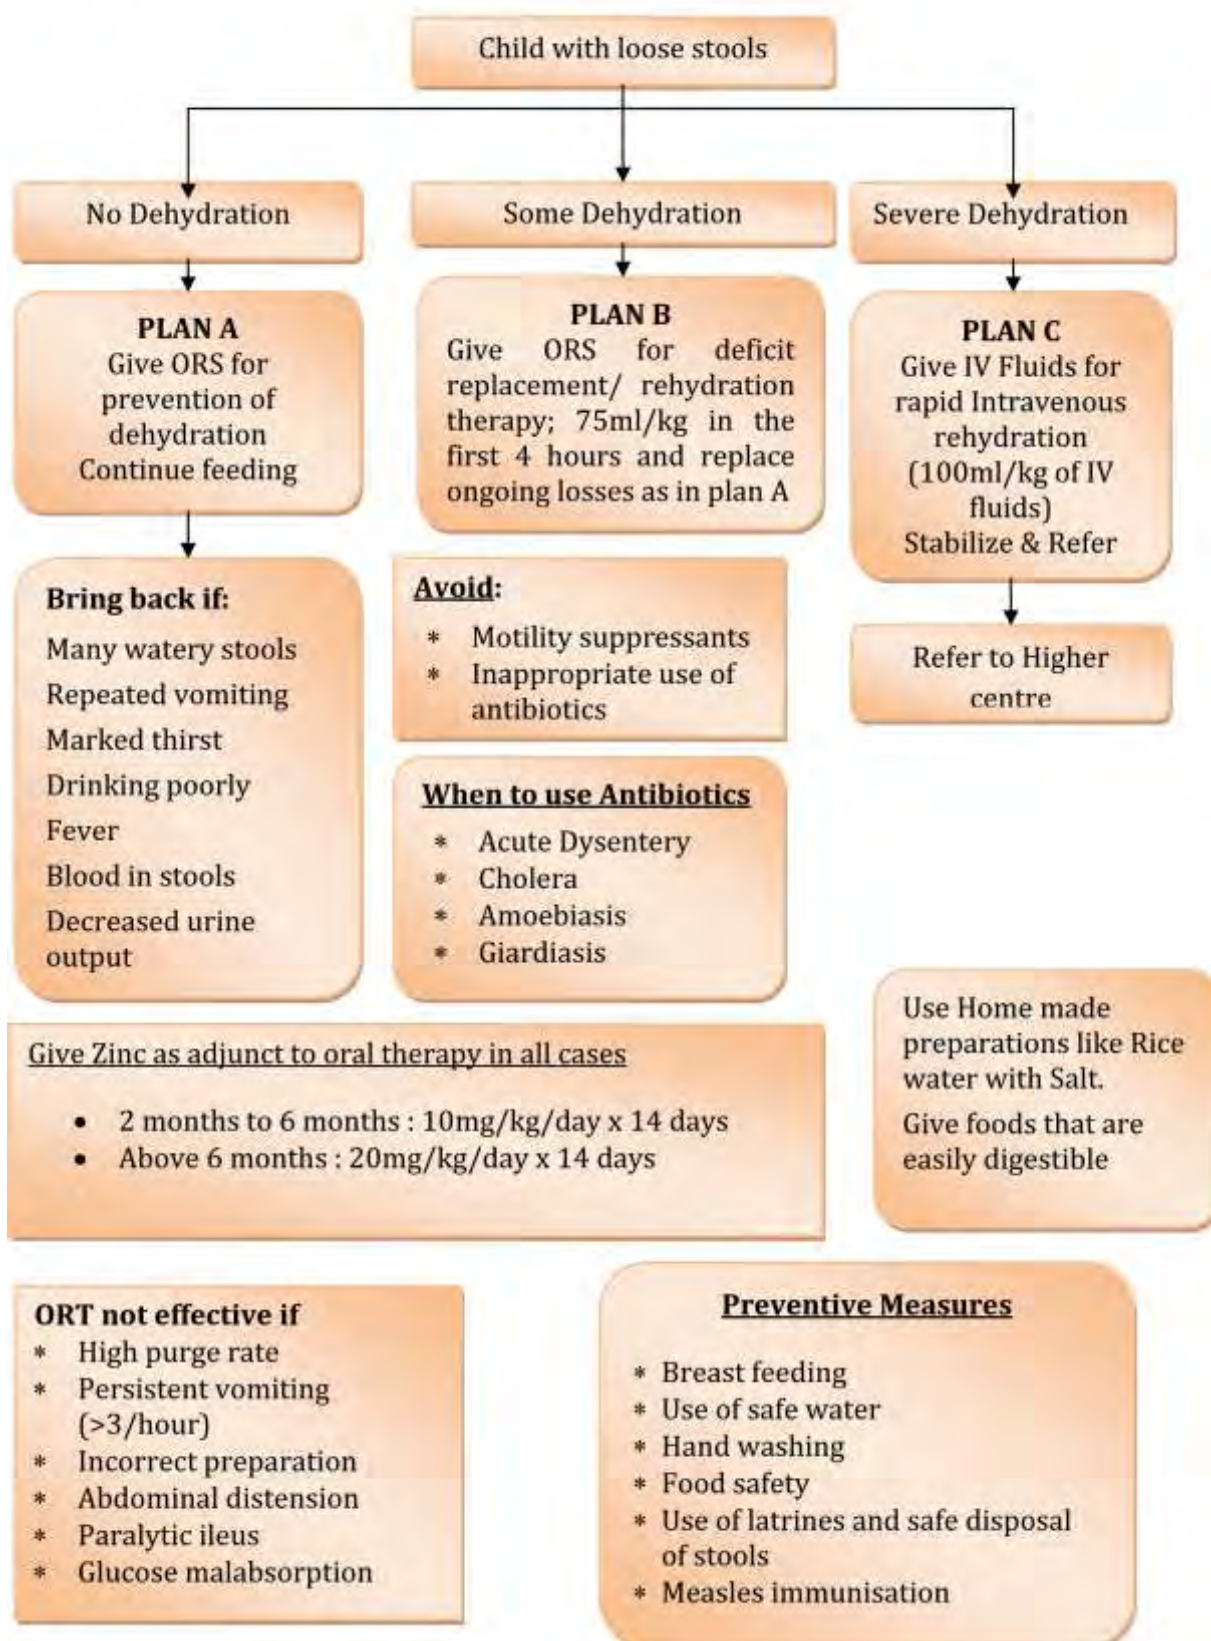 Child with loose stools
No Dehydration
Some Dehydration
Severe Dehydration
PLAN A
Give ORS for
prevention of
dehydration
Continue feeding
PLAN B
Give ORS for deficit
replacement/ rehydration
therapy; 75ml/kg in the
first 4 hours and replace
ongoing losses as in plan A
PLAN C
Give IV Fluids for
rapid Intravenous
rehydration
(100ml/kg of IV
fluids)
Stabilize & Refer
Bring back if:
Many watery stools
Repeated vomiting
Marked thirst
Drinking poorly
Fever
Blood in stools
Decreased urine
output
Avoid:
* Motility suppressants
* Inappropriate use of
antibiotics
Refer to Higher
centre
When to use Antibiotics
* Acute Dysentery
* Cholera
* Amoebiasis
* Giardiasis
Use Home made
preparations like Rice
water with Salt.
Give foods that are
easily digestible
Give Zinc as adjunct to oral therapy in all cases
• 2 months to 6 months : 10mg/kg/day x 14 days
• Above 6 months : 20mg/kg/day x 14 days
ORT not effective if
* High purge rate
* Persistent vomiting
(>3/hour)
* Incorrect preparation
* Abdominal distension
* Paralytic ileus
* Glucose malabsorption
Preventive Measures
* Breast feeding
* Use of safe water
* Hand washing
* Food safety
* Use of latrines and safe disposal
of stools
* Measles immunisation